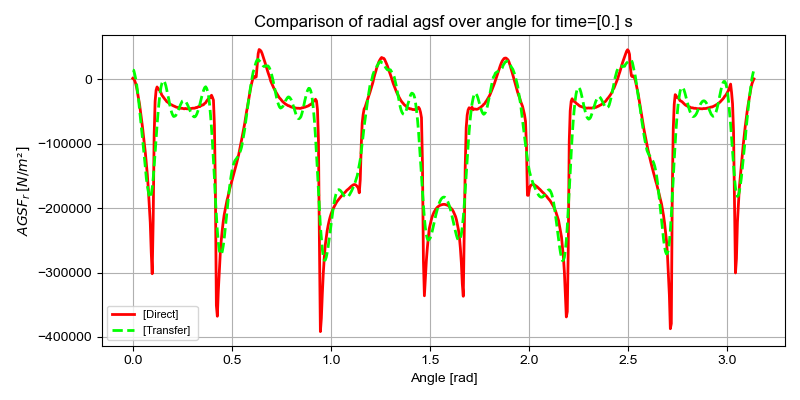 Comparison of radial agsf over angle for time=[0.] s
0
−100000
−200000
−300000
−400000
AGSFᵣ [N/m²]
[Direct]
[Transfer]
0.0 0.5 1.0 1.5 2.0 2.5 3.0
Angle [rad]